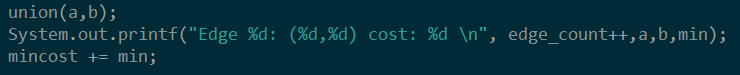 union(a,b);
System.out.printf("Edge %d: (%d,%d) cost: %d \n", edge_count++,a,b,min);
mincost += min;